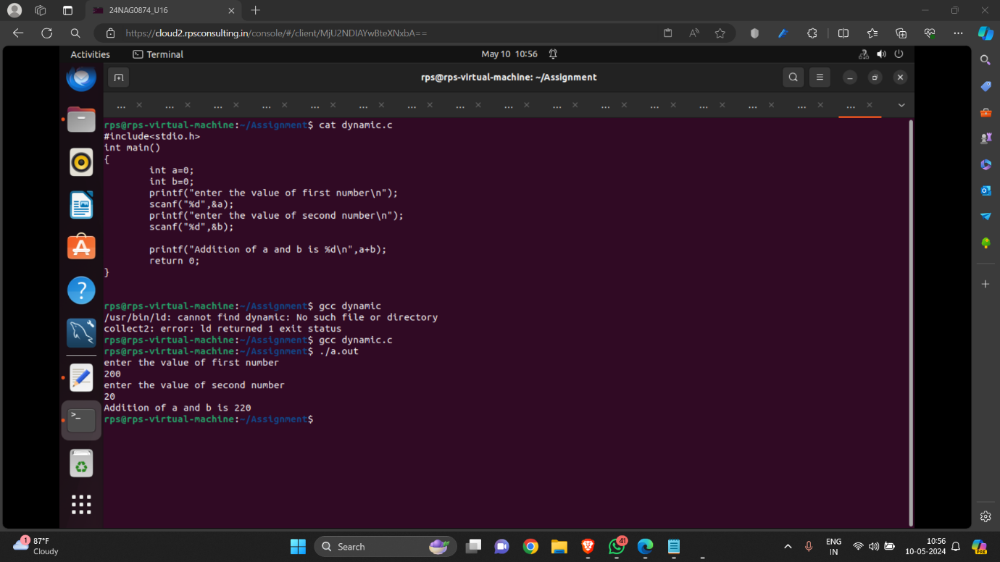 24NAG0874_U16
https://cloud2.rpsconsulting.in/console/#/client/MjU2NDIAYwBteXNxbA==
Activities
Terminal
May 10 10:56
rps@rps-virtual-machine: ~/Assignment
... ... ... ... ... ... ... ... ... ... ... ... ... ... ... ...
rps@rps-virtual-machine:~/Assignment$ cat dynamic.c
#include<stdio.h>
int main()
{
        int a=0;
        int b=0;
        printf("enter the value of first number\n");
        scanf("%d",&a);
        printf("enter the value of second number\n");
        scanf("%d",&b);

        printf("Addition of a and b is %d\n",a+b);
        return 0;
}

rps@rps-virtual-machine:~/Assignment$ gcc dynamic
/usr/bin/ld: cannot find dynamic: No such file or directory
collect2: error: ld returned 1 exit status
rps@rps-virtual-machine:~/Assignment$ gcc dynamic.c
rps@rps-virtual-machine:~/Assignment$ ./a.out
enter the value of first number
200
enter the value of second number
20
Addition of a and b is 220
rps@rps-virtual-machine:~/Assignment$
1
87°F
Cloudy
Search
41
ENG
IN
10:56
10-05-2024
PRE